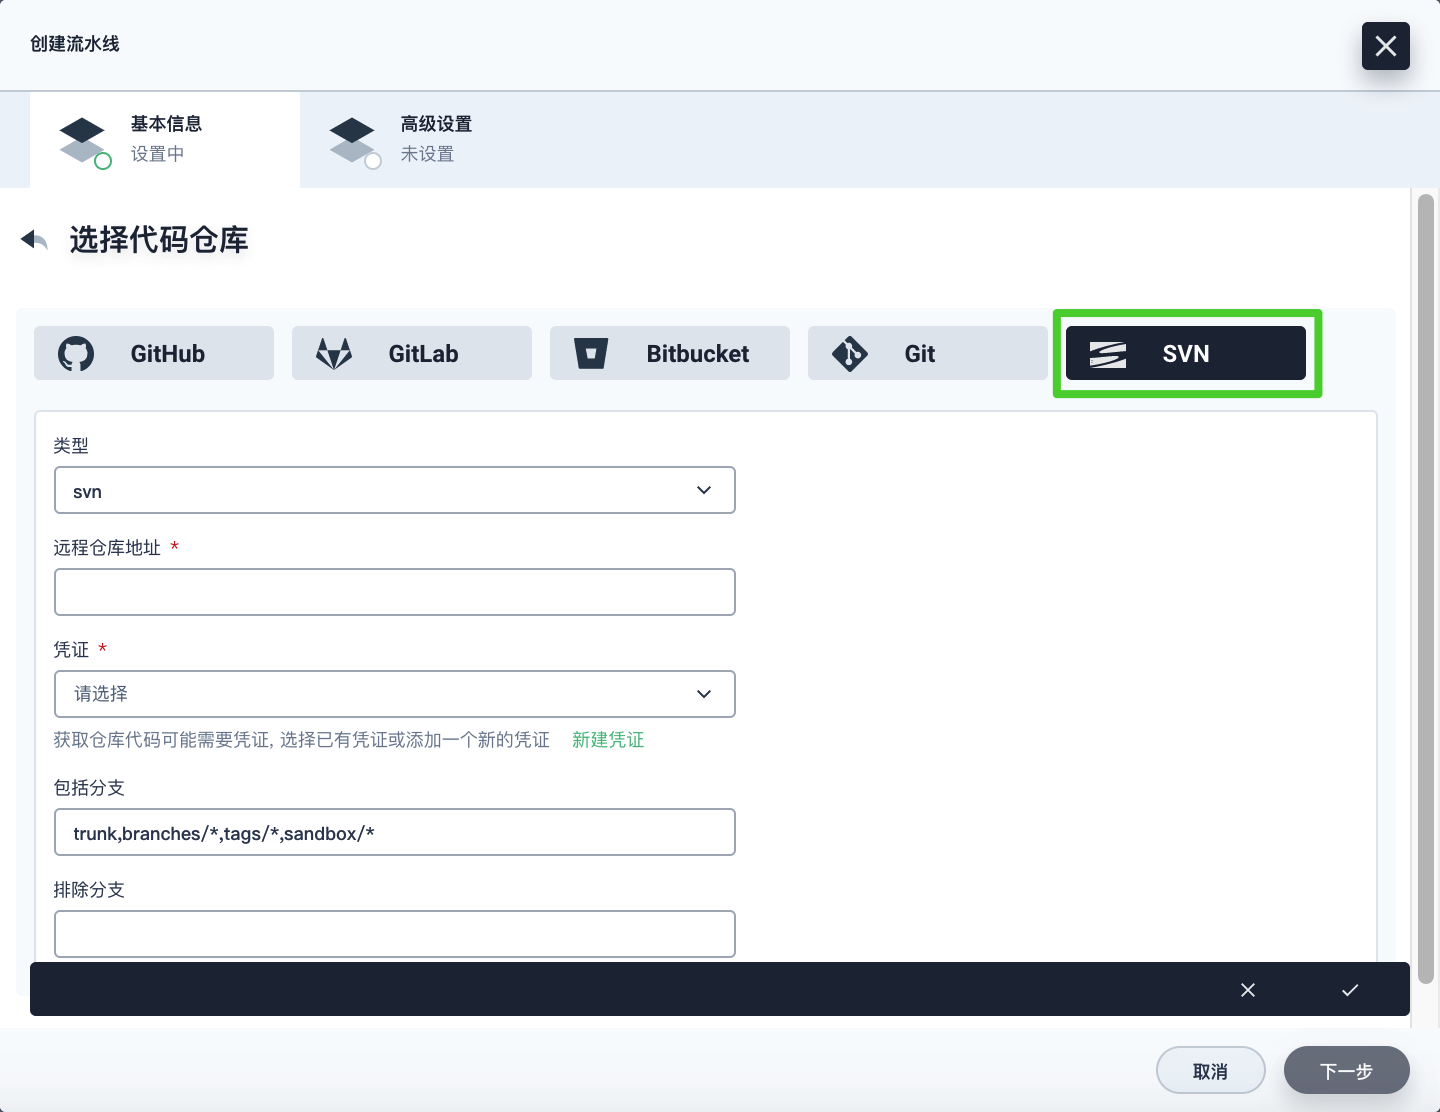 创建流水线
基本信息
设置中
高级设置
未设置
选择代码仓库
GitHub
GitLab
Bitbucket
Git
SVN
类型
svn
远程仓库地址 *
凭证 *
请选择
获取仓库代码可能需要凭证, 选择已有凭证或添加一个新的凭证 新建凭证
包括分支
trunk,branches/*,tags/*,sandbox/*
排除分支
取消
下一步